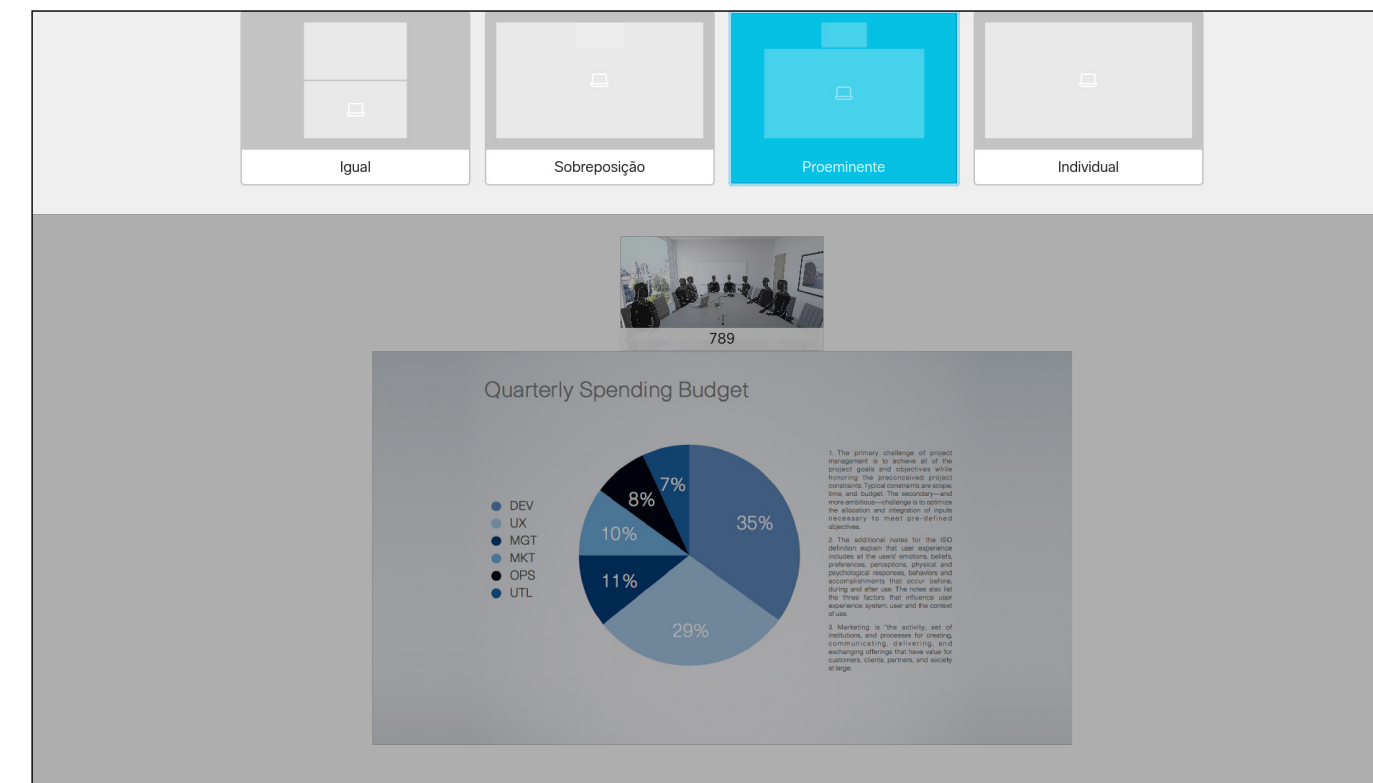 Igual
Sobreposição
Proeminente
Individual
789
Quarterly Spending Budget
DEV
UX
MGT
MKT
OPS
UTL
7%
8%
35%
10%
11%
29%
1. The primary challenge of project
management is to achieve all of the
project goals and objectives while
honoring the preconceived project
constraints. Typical constraints are scope,
time, and budget. The secondary—and
more ambitious—challenge is to optimize
the allocation and integration of inputs
necessary to meet pre-defined
objectives.
2. The additional notes for the ISO
definition explain that user experience
includes all the users' emotions, beliefs,
preferences, perceptions, physical and
psychological responses, behaviors and
accomplishments that occur before,
during and after use. The notes also list
the three factors that influence user
experience: system, user and the context
of use.
3. Marketing is "the activity, set of
institutions, and processes for creating,
communicating, delivering, and
exchanging offerings that have value for
customers, clients, partners, and society
at large.